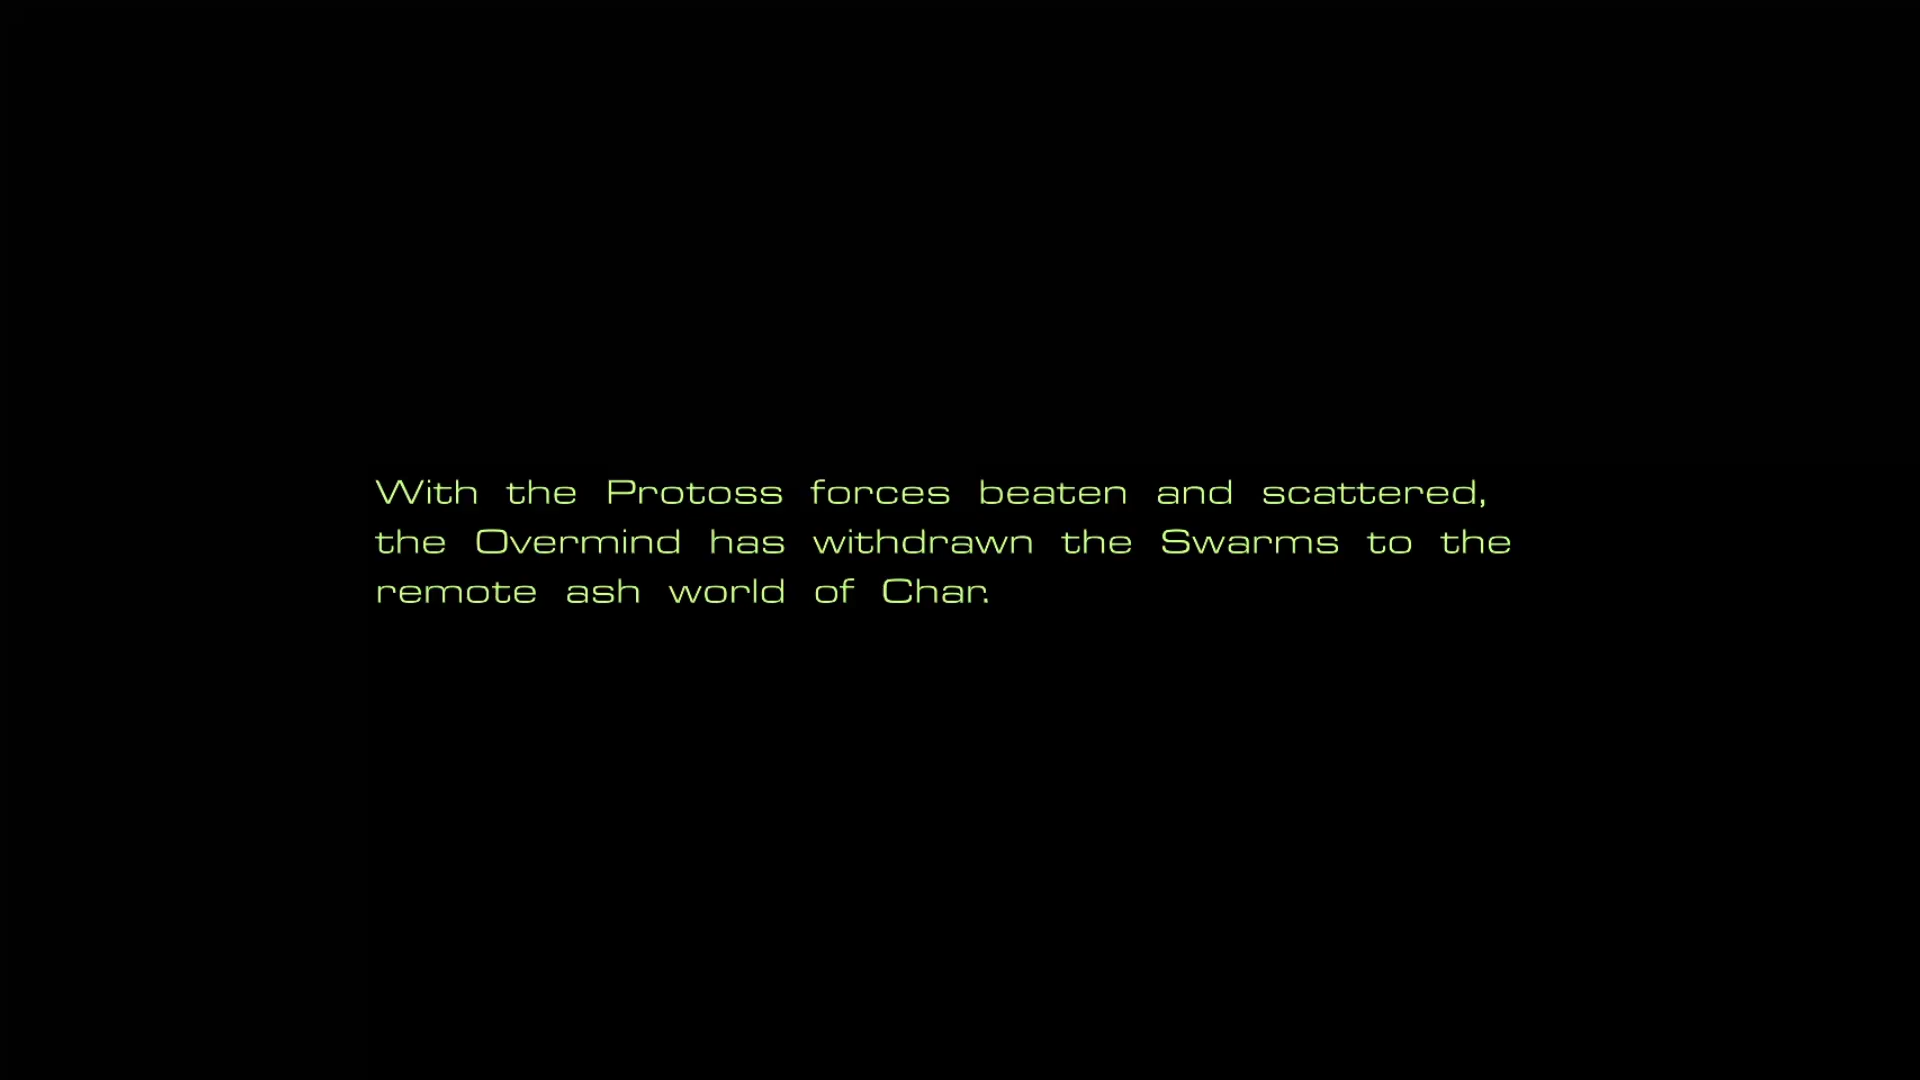 With the Protoss forces beaten and scattered,
the Overmind has withdrawn the Swarms to the
remote ash world of Char.